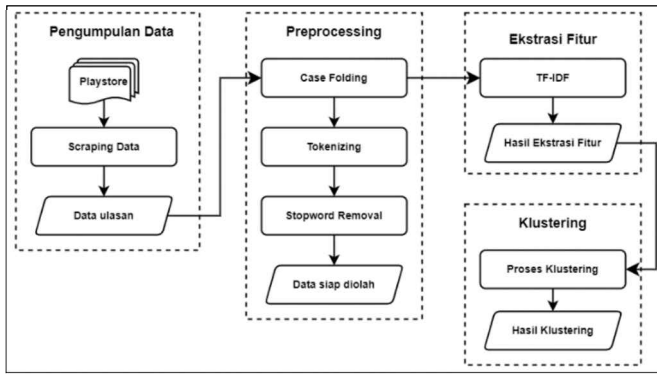 Pengumpulan Data
Playstore
Scraping Data
Data ulasan
Preprocessing
Case Folding
Tokenizing
Stopword Removal
Data siap diolah
Ekstrasi Fitur
TF-IDF
Hasil Ekstrasi Fitur
Klustering
Proses Klustering
Hasil Klustering